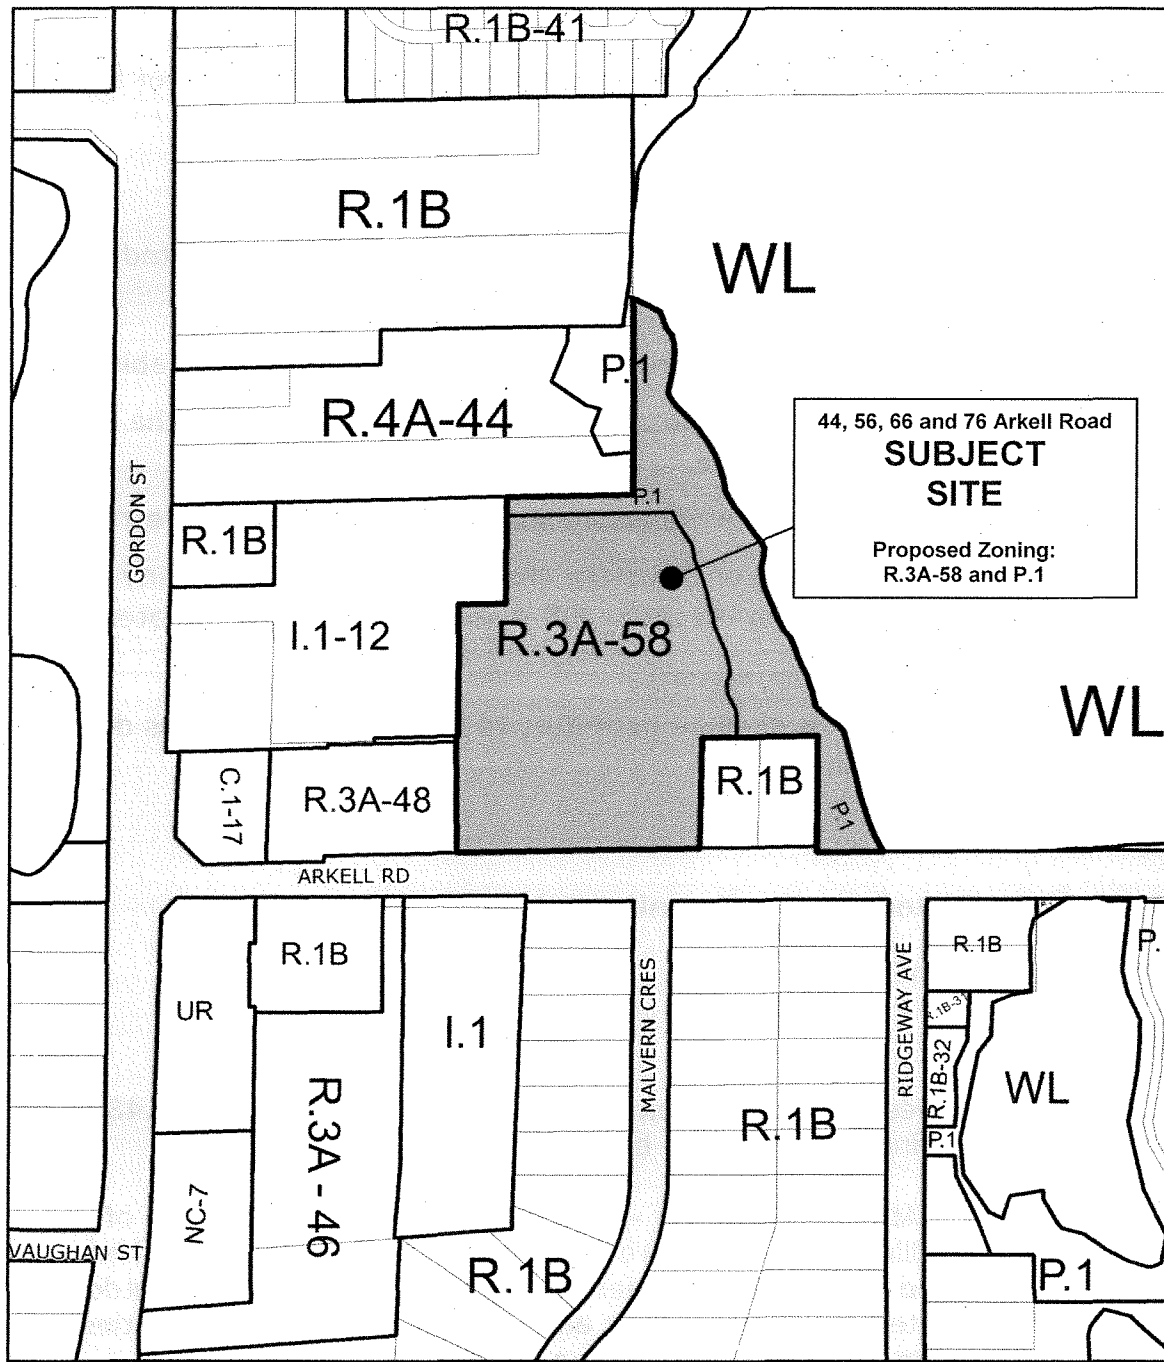 R.1B-41
R.1B
WL
P.1
R.4A-44
44, 56, 66 and 76 Arkell Road
SUBJECT
SITE
Proposed Zoning:
R.3A-58 and P.1
P.1
GORDON ST
R.1B
I.1-12
R.3A-58
WL
R.1B
C.1-17
R.3A-48
P.1
ARKELL RD
R.1B
UR
I.1
MALVERN CRES
RIDGEWAY AVE
R.1B
P.
R.1B-32
WL
R.3A - 46
R.1B
P.1
NC-7
VAUGHAN ST
R.1B
P.1